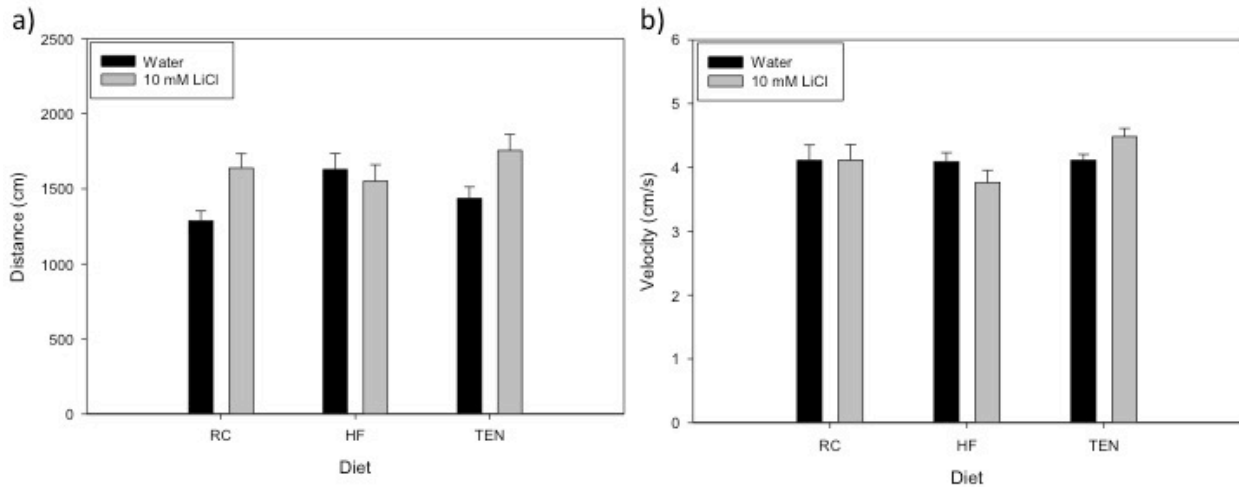 a)
2500
2000
1500
1000
500
0
Distance (cm)
Water
10 mM LiCl
RC HF TEN
Diet
b)
6
5
4
3
2
1
0
Velocity (cm/s)
Water
10 mM LiCl
RC HF TEN
Diet